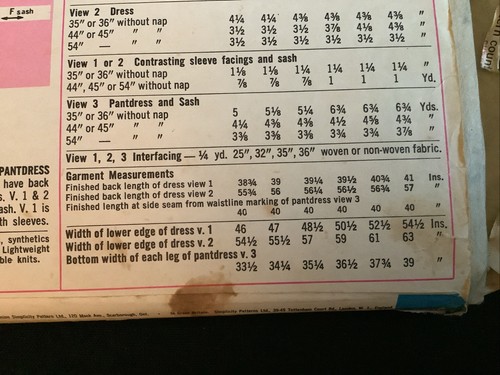 F sash
View 2 Dress
35" or 36" without nap 4¼ 4¼ 4⅜ 4⅜ 4⅜ 4⅜ "
44" or 45" " " 3½ 3½ 3½ 3⅞ 4⅛ 4⅜ "
54" — " 3½ 3½ 3½ 3½ 3½ 3½ "
View 1 or 2 Contrasting sleeve facings and sash
35" or 36" without nap 1⅛ 1⅛ 1¼ 1¼ 1¼ 1¼ "
44", 45" or 54" without nap ⅞ ⅞ ⅞ 1 1 1 Yd.
View 3 Pantdress and Sash
35" or 36" without nap 5 5⅛ 5¼ 6¾ 6¾ 6¾ Yds.
44" or 45" " " 4¼ 4⅜ 4⅜ 4½ 4⅝ 4¾ "
54" — " 3⅜ 3⅜ 3⅜ 3¾ 3¾ 3⅞ "
View 1, 2, 3 Interfacing — ¼ yd. 25", 32", 35", 36" woven or non-woven fabric.
Garment Measurements
Finished back length of dress view 1 38¾ 39 39¼ 39½ 40¾ 41 Ins.
Finished back length of dress view 2 55¾ 56 56¼ 56½ 56¾ 57 "
Finished length at side seam from waistline marking of pantdress view 3
40 40 40 40 40 40 "
Width of lower edge of dress v. 1 46 47 48½ 50½ 52½ 54½ Ins.
Width of lower edge of dress v. 2 54½ 55½ 57 59 61 63 "
Bottom width of each leg of pantdress v. 3
33½ 34¼ 35¼ 36½ 37¾ 39 "
PANTDRESS
have back
s. V. 1 & 2
ash. V. 1 is
th sleeves.
, synthetics
Lightweight
ble knits.
Simplicity Patterns Ltd.